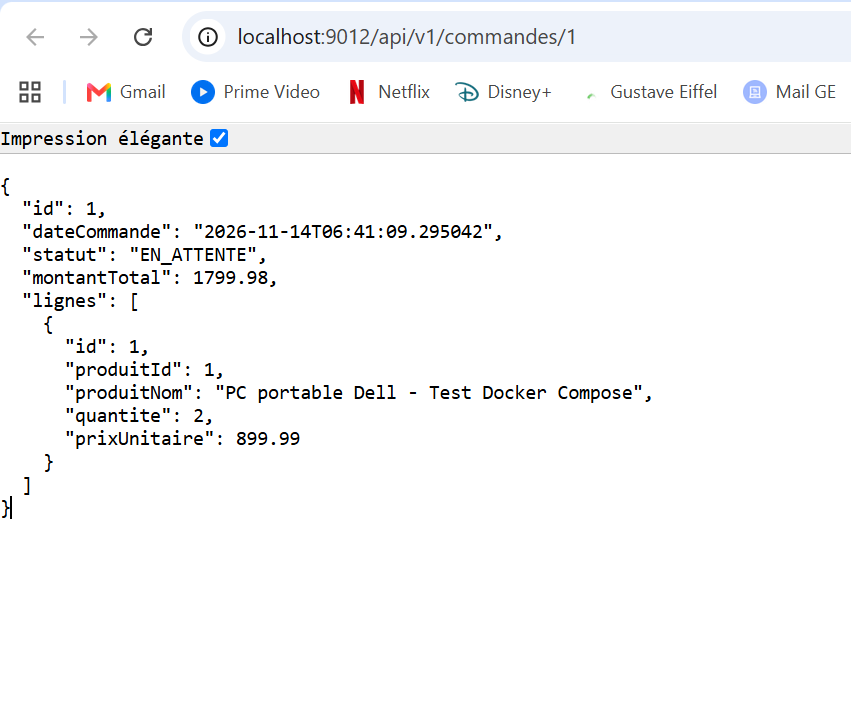 localhost:9012/api/v1/commandes/1
Gmail Prime Video Netflix Disney+ Gustave Eiffel Mail GE
Impression élégante
{
  "id": 1,
  "dateCommande": "2026-11-14T06:41:09.295042",
  "statut": "EN_ATTENTE",
  "montantTotal": 1799.98,
  "lignes": [
    {
      "id": 1,
      "produitId": 1,
      "produitNom": "PC portable Dell - Test Docker Compose",
      "quantite": 2,
      "prixUnitaire": 899.99
    }
  ]
}